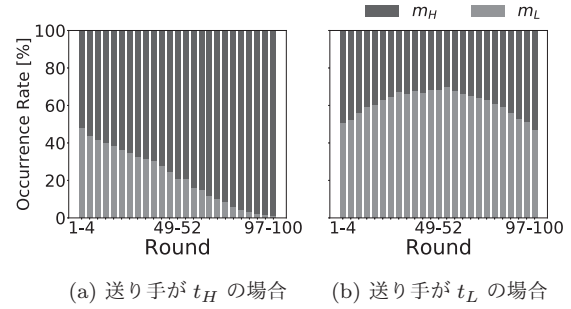 m_H m_L
Occurrence Rate [%]
100
80
60
40
20
0
1-4 49-52 97-100
Round
1-4 49-52 97-100
Round
(a) 送り手が t_H の場合
(b) 送り手が t_L の場合